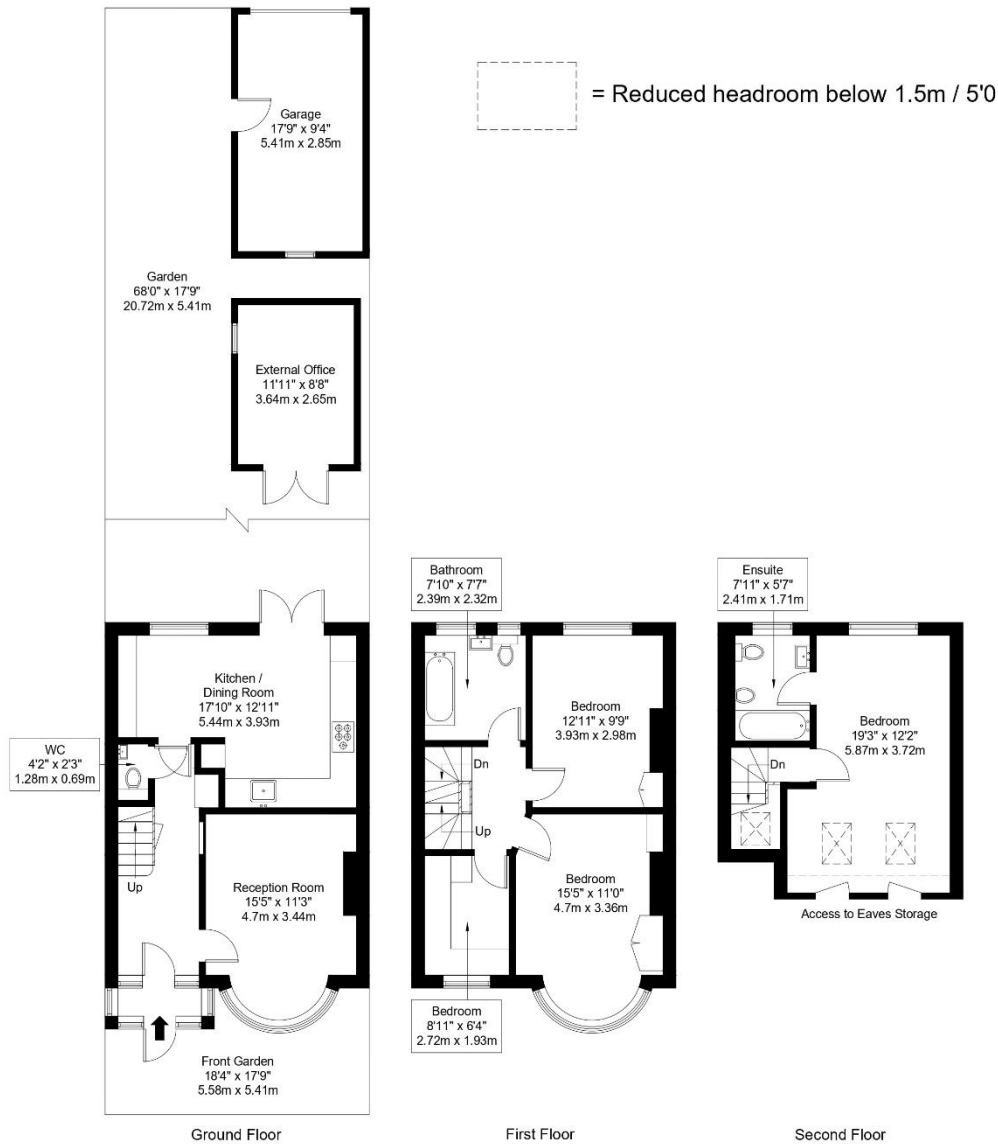 = Reduced headroom below 1.5m / 5'0
Garage
17'9" x 9'4"
5.41m x 2.85m
Garden
68'0" x 17'9"
20.72m x 5.41m
External Office
11'11" x 8'8"
3.64m x 2.65m
Kitchen /
Dining Room
17'10" x 12'11"
5.44m x 3.93m
WC
4'2" x 2'3"
1.28m x 0.69m
Up
Reception Room
15'5" x 11'3"
4.7m x 3.44m
Front Garden
18'4" x 17'9"
5.58m x 5.41m
Ground Floor
Bathroom
7'10" x 7'7"
2.39m x 2.32m
Bedroom
12'11" x 9'9"
3.93m x 2.98m
Dn
Up
Bedroom
15'5" x 11'0"
4.7m x 3.36m
Bedroom
8'11" x 6'4"
2.72m x 1.93m
First Floor
Ensuite
7'11" x 5'7"
2.41m x 1.71m
Bedroom
19'3" x 12'2"
5.87m x 3.72m
Dn
Access to Eaves Storage
Second Floor